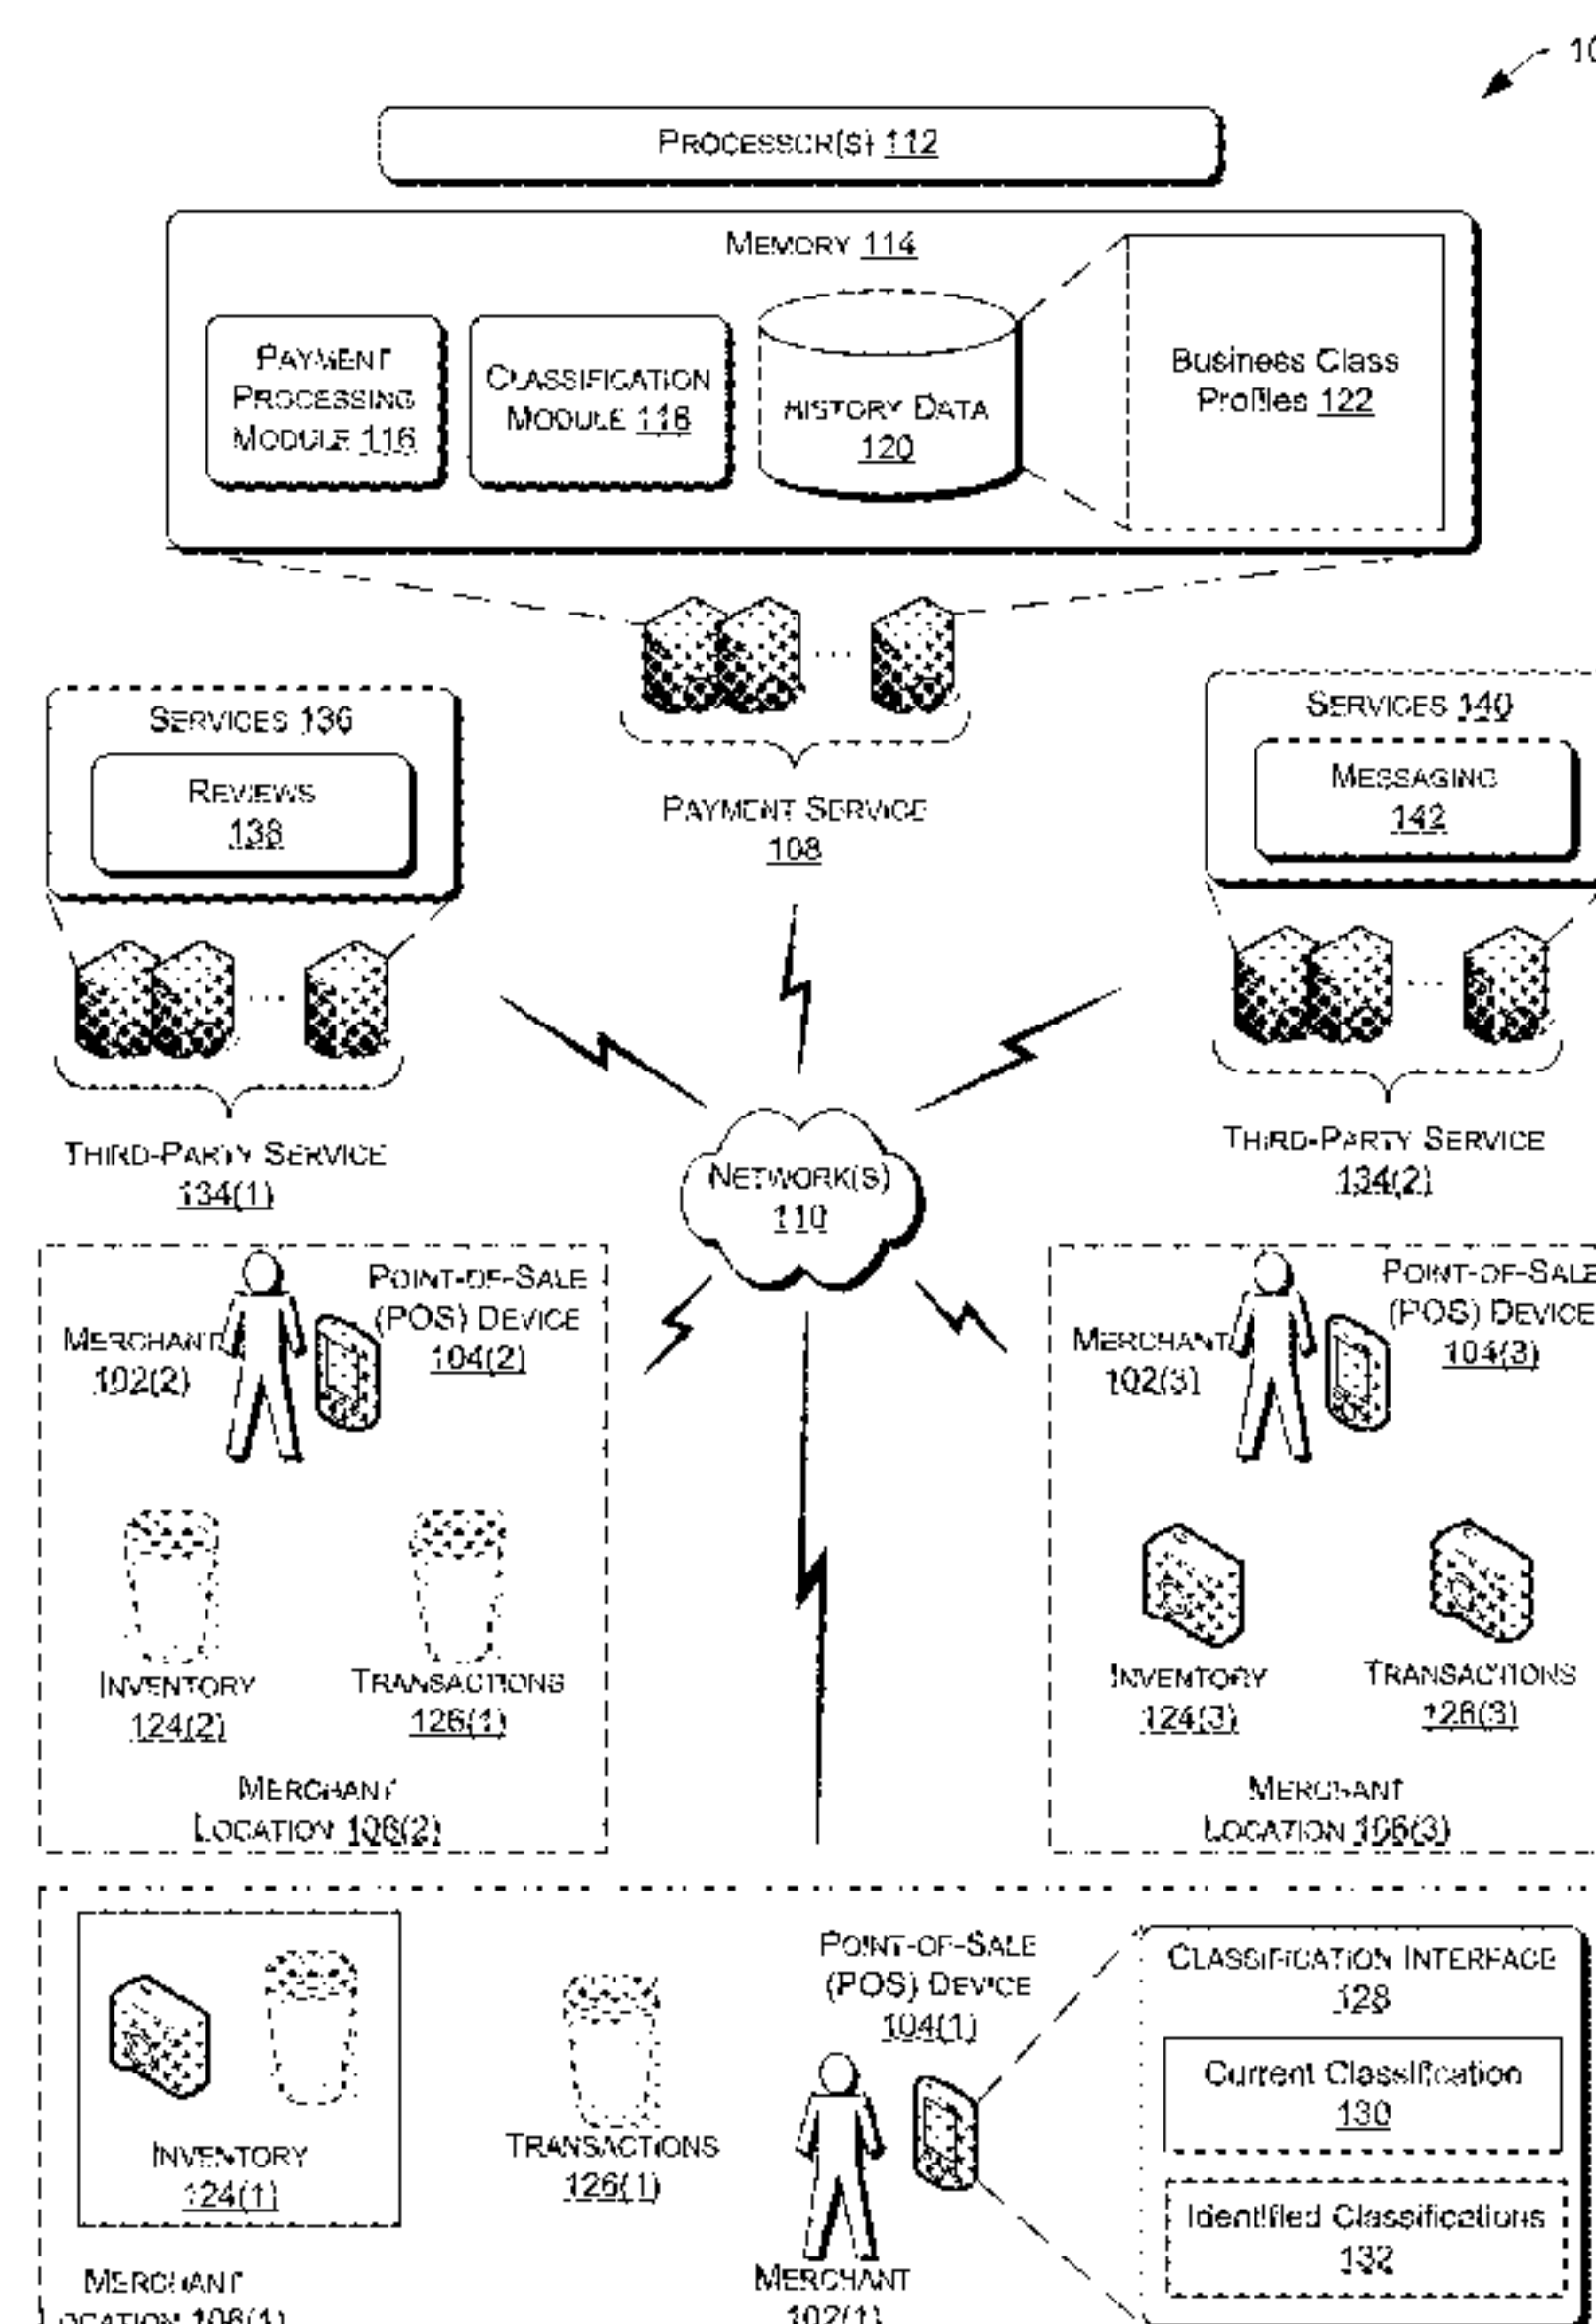 10
PROCESSOR(S) 112
MEMORY 114
PAYMENT
PROCESSING
MODULE 116
CLASSIFICATION
MODULE 118
HISTORY DATA
120
Business Class
Profiles 122
SERVICES 136
REVIEWS
138
PAYMENT SERVICE
108
SERVICES 140
MESSAGING
142
THIRD-PARTY SERVICE
134(1)
NETWORK(S)
110
THIRD-PARTY SERVICE
134(2)
MERCHANT
102(2)
POINT-OF-SALE
(POS) DEVICE
104(2)
INVENTORY
124(2)
TRANSACTIONS
126(1)
MERCHANT
LOCATION 106(2)
MERCHANT
102(3)
POINT-OF-SALE
(POS) DEVICE
104(3)
INVENTORY
124(3)
TRANSACTIONS
126(3)
MERCHANT
LOCATION 106(3)
INVENTORY
124(1)
TRANSACTIONS
126(1)
POINT-OF-SALE
(POS) DEVICE
104(1)
MERCHANT
102(1)
CLASSIFICATION INTERFACE
128
Current Classification
130
Identified Classifications
132
MERCHANT
LOCATION 106(1)